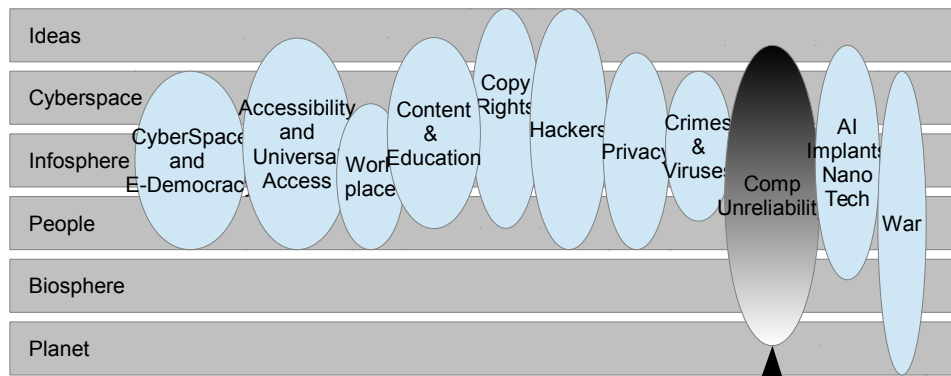 Ideas
Cyberspace
Infosphere
People
Biosphere
Planet
CyberSpace
and
E-Democracy
Accessibility
and
Universal
Access
Work
place
Content
&
Education
Copy
Rights
Hackers
Privacy
Crimes
&
Viruses
Comp
Unreliability
AI
Implants
Nano
Tech
War